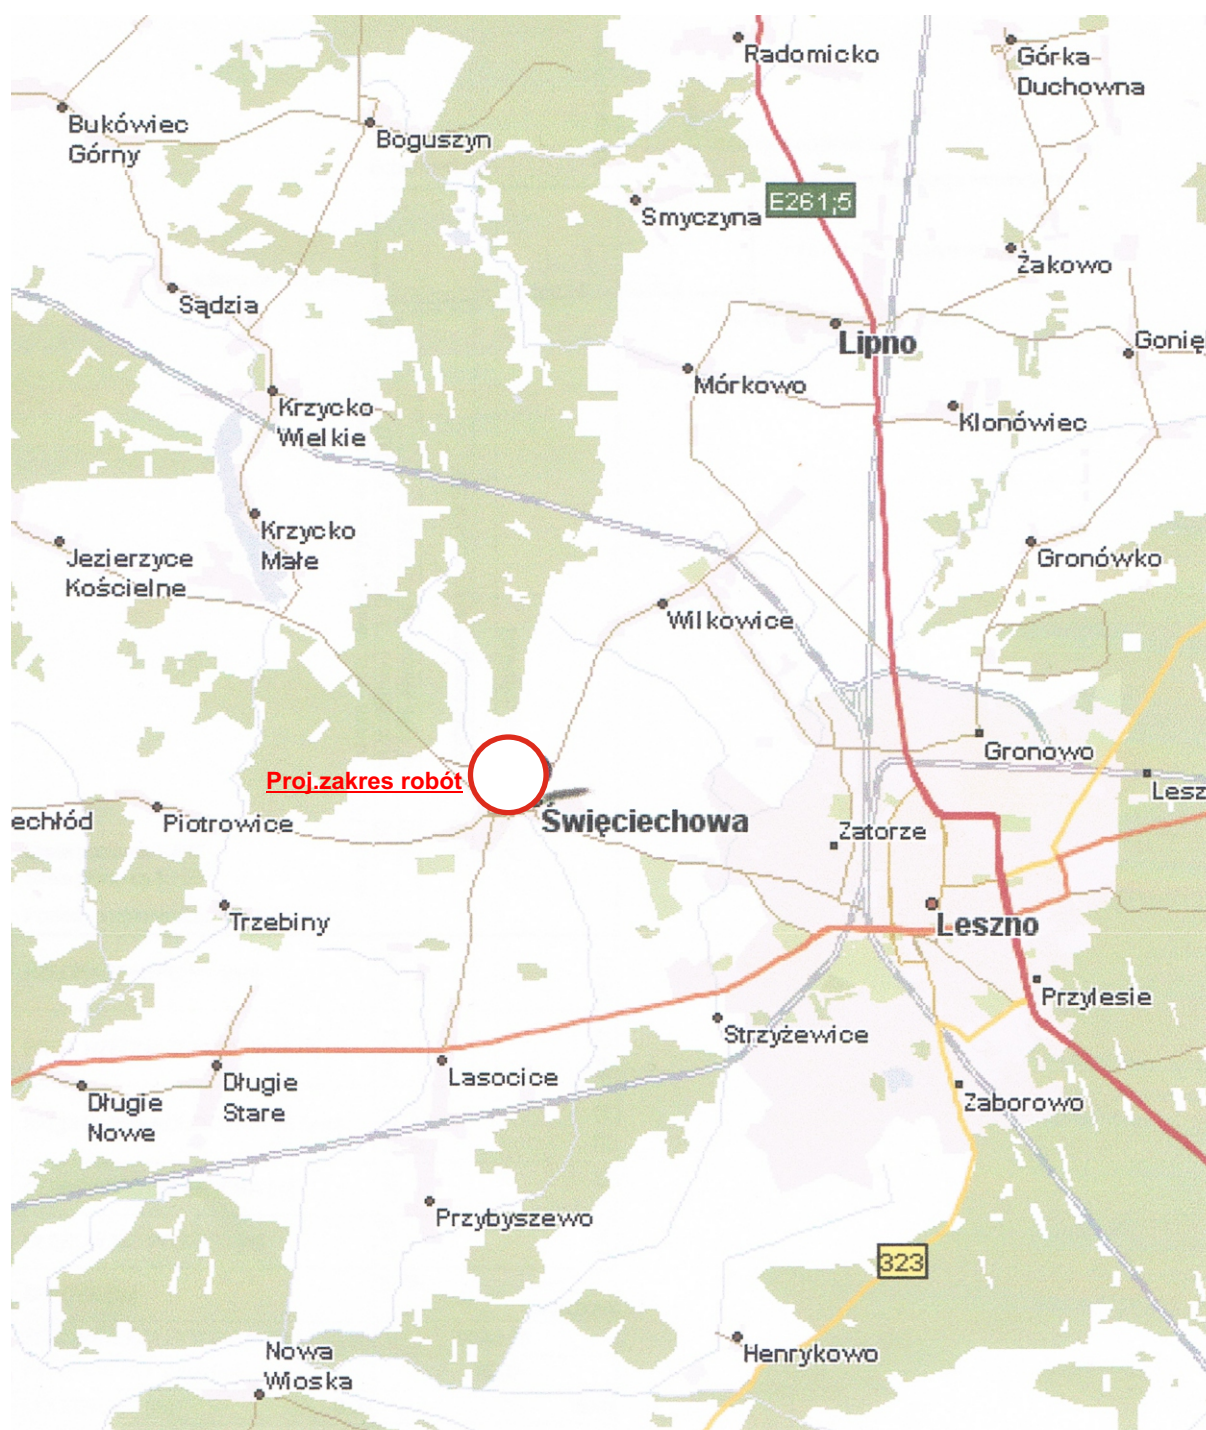 Radomicko
Górka-
Duchowna
Bukówiec
Górny
Boguszyn
E261;5
Smyczyna
Żakowo
Sądzia
Lipno
Gonię
Mórkowo
Krzycko
Wielkie
Klonówiec
Krzycko
Małe
Jezierzyce
Kościelne
Gronówko
Wilkowice
Gronowo
Proj.zakres robót
Lesz
echłód
Piotrowice
Święciechowa
Zatorze
Trzebiny
Leszno
Przylesie
Strzyżewice
Długie
Stare
Lasocice
Długie
Nowe
Zaborowo
Przybyszewo
323
Henrykowo
Nowa
Wioska